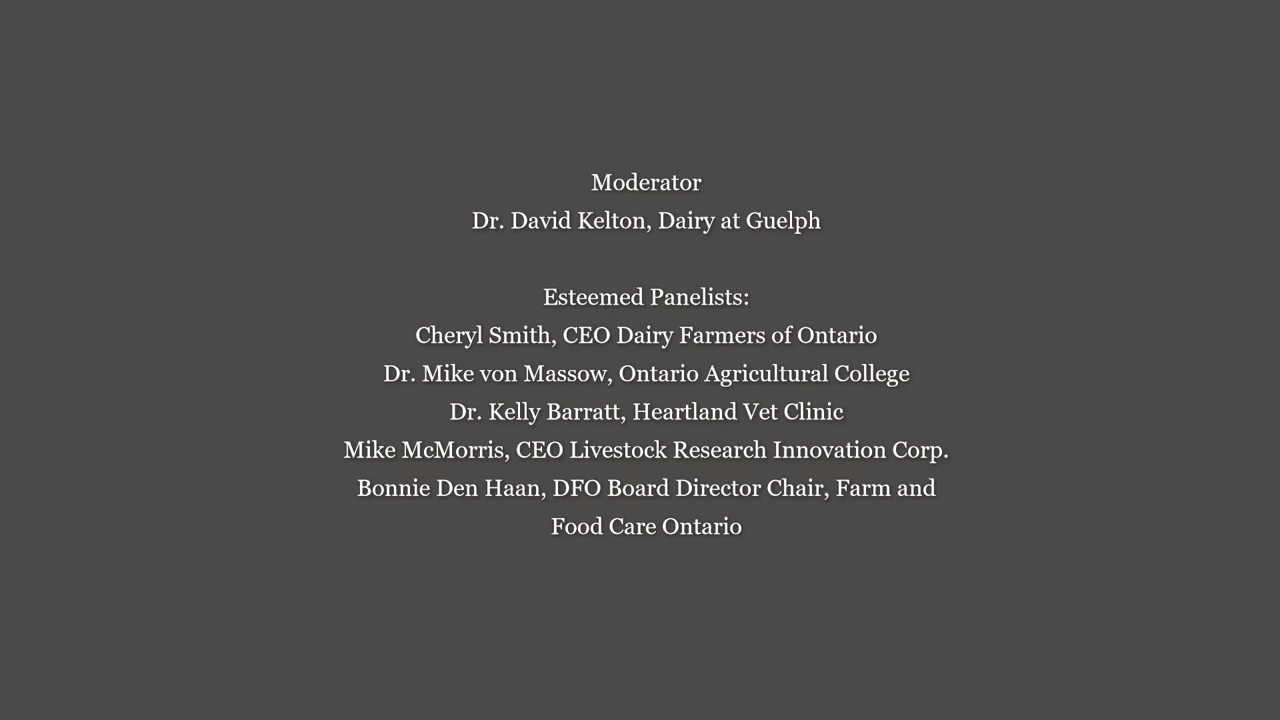 Moderator
Dr. David Kelton, Dairy at Guelph
Esteemed Panelists:
Cheryl Smith, CEO Dairy Farmers of Ontario
Dr. Mike von Massow, Ontario Agricultural College
Dr. Kelly Barratt, Heartland Vet Clinic
Mike McMorris, CEO Livestock Research Innovation Corp.
Bonnie Den Haan, DFO Board Director Chair, Farm and
Food Care Ontario